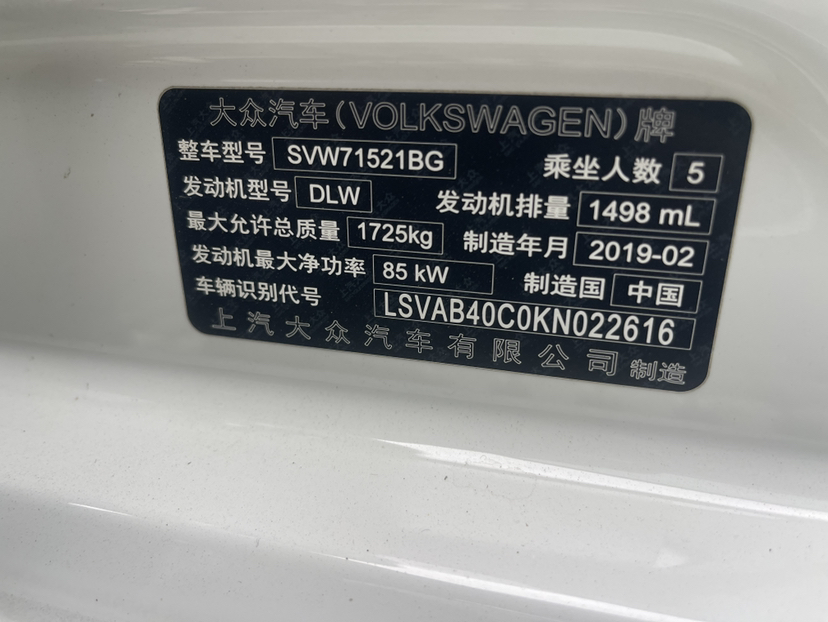 大众汽车(VOLKSWAGEN)牌
整车型号 SVW71521BG 乘坐人数 5
发动机型号 DLW 发动机排量 1498 mL
最大允许总质量 1725kg 制造年月 2019-02
发动机最大净功率 85 kW 制造国 中国
车辆识别代号 LSVAB40C0KN022616
上汽大众汽车有限公司 制造